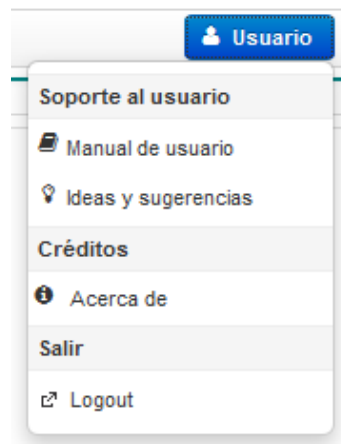 Usuario
Soporte al usuario
Manual de usuario
Ideas y sugerencias
Créditos
Acerca de
Salir
Logout